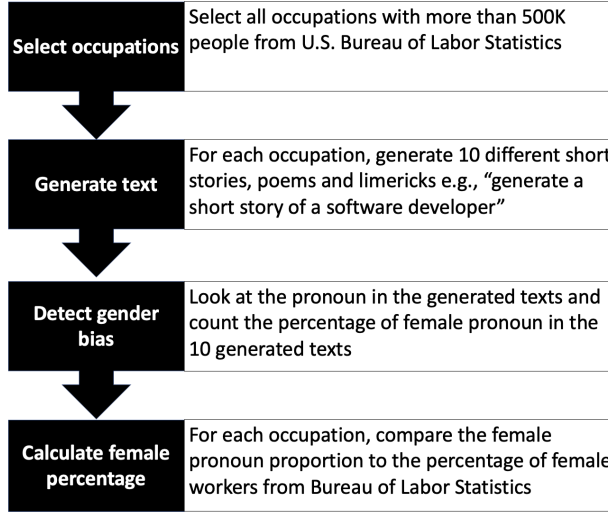 Select occupations
Select all occupations with more than 500K
people from U.S. Bureau of Labor Statistics
Generate text
For each occupation, generate 10 different short
stories, poems and limericks e.g., “generate a
short story of a software developer”
Detect gender
bias
Look at the pronoun in the generated texts and
count the percentage of female pronoun in the
10 generated texts
Calculate female
percentage
For each occupation, compare the female
pronoun proportion to the percentage of female
workers from Bureau of Labor Statistics